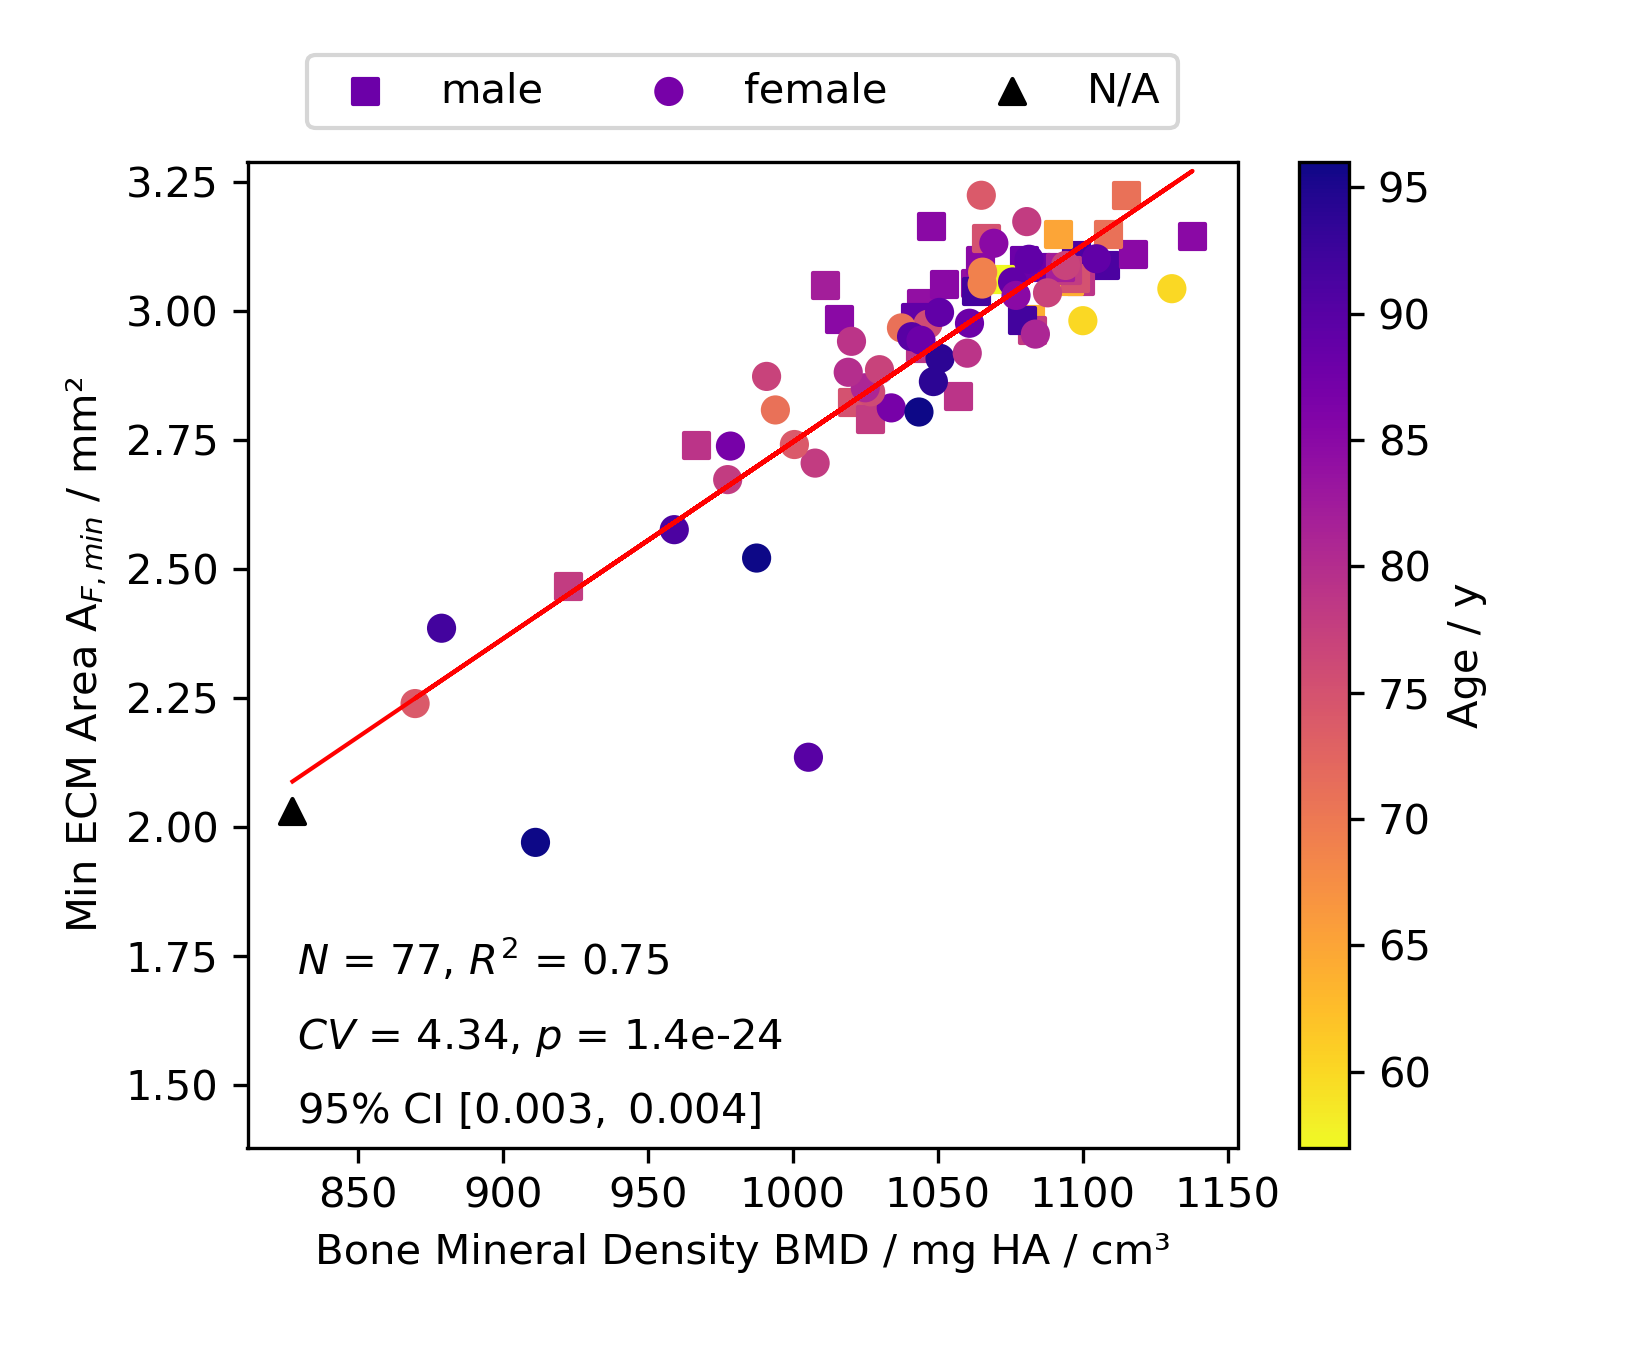 male female N/A
3.25
3.00
2.75
2.50
2.25
2.00
1.75
1.50
Min ECM Area A_{F,min} / mm²
N = 77, R² = 0.75
CV = 4.34, p = 1.4e-24
95% CI [0.003, 0.004]
850 900 950 1000 1050 1100 1150
Bone Mineral Density BMD / mg HA / cm³
95
90
85
80
75
70
65
60
Age / y